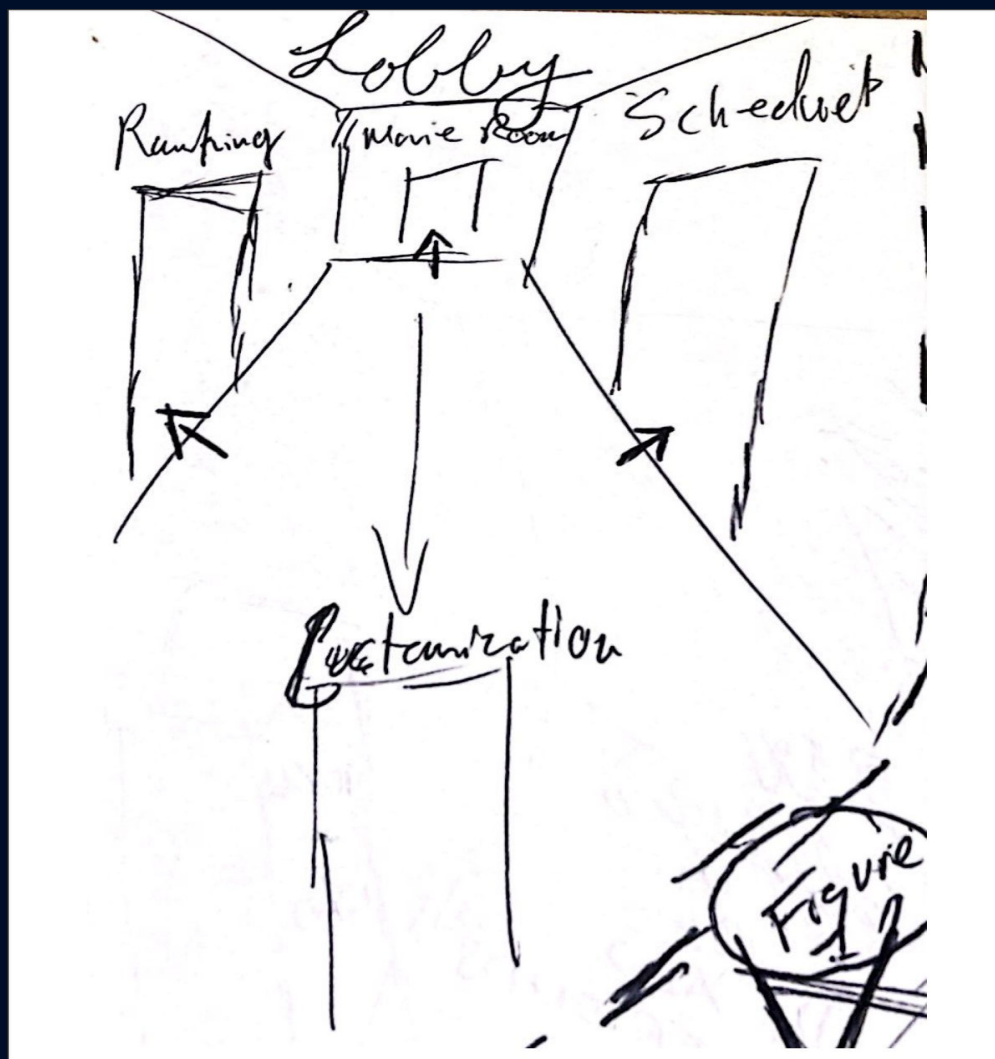 Lobby
Ranking
Movie Room
Schedule
Customization
Figure
1